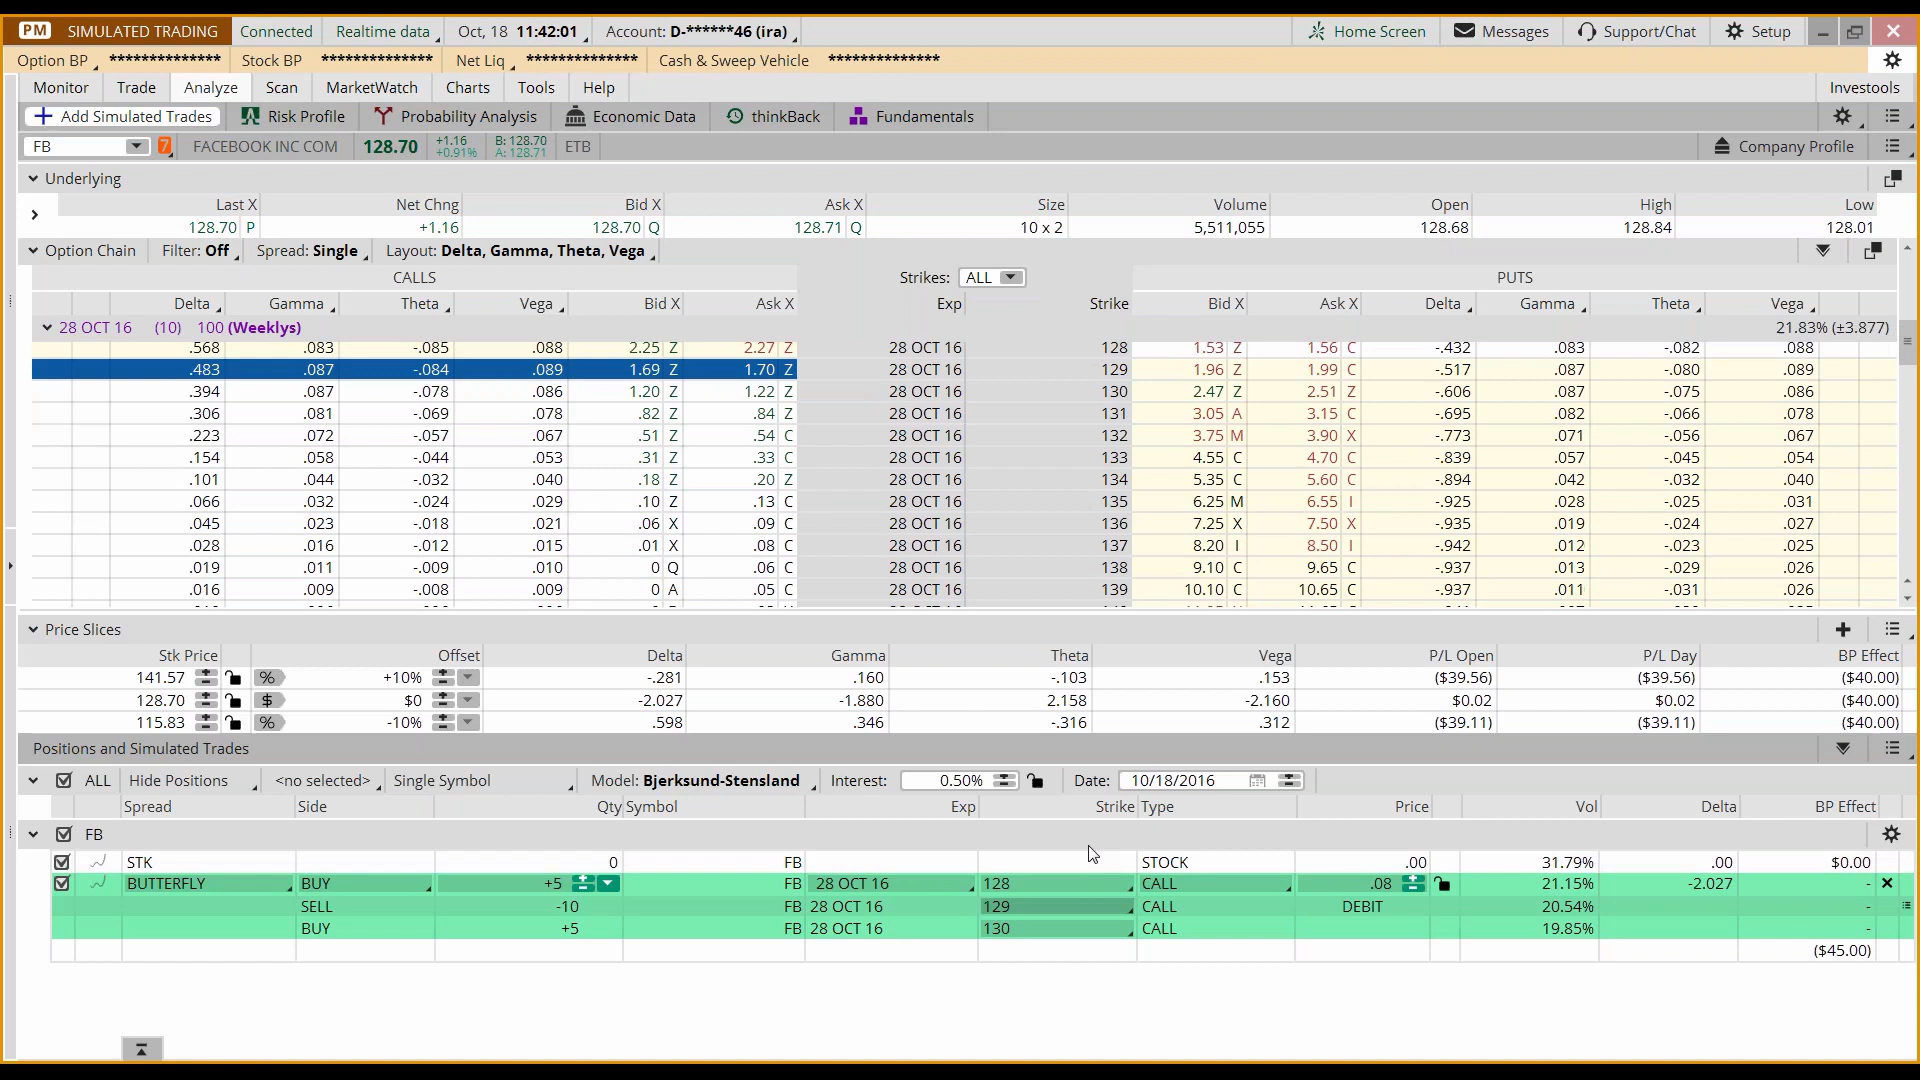 PM SIMULATED TRADING Connected Realtime data Oct, 18 11:42:01 Account: D-******46 (ira) Home Screen Messages Support/Chat Setup
Option BP ************** Stock BP ************** Net Liq ************** Cash & Sweep Vehicle **************
Monitor Trade Analyze Scan MarketWatch Charts Tools Help Investools
Add Simulated Trades Risk Profile Probability Analysis Economic Data thinkBack Fundamentals
FB 7 FACEBOOK INC COM 128.70 +1.16 +0.91% B: 128.70 A: 128.71 ETB Company Profile
Underlying
Last X Net Chng Bid X Ask X Size Volume Open High Low
128.70 P +1.16 128.70 Q 128.71 Q 10 x 2 5,511,055 128.68 128.84 128.01
Option Chain Filter: Off Spread: Single Layout: Delta, Gamma, Theta, Vega
CALLS Strikes: ALL PUTS
Delta Gamma Theta Vega Bid X Ask X Exp Strike Bid X Ask X Delta Gamma Theta Vega
28 OCT 16 (10) 100 (Weeklys) 21.83% (±3.877)
.568 .083 -.085 .088 2.25 Z 2.27 Z 28 OCT 16 128 1.53 Z 1.56 C -.432 .083 -.082 .088
.483 .087 -.084 .089 1.69 Z 1.70 Z 28 OCT 16 129 1.96 Z 1.99 C -.517 .087 -.080 .089
.394 .087 -.078 .086 1.20 Z 1.22 Z 28 OCT 16 130 2.47 Z 2.51 Z -.606 .087 -.075 .086
.306 .081 -.069 .078 .82 Z .84 Z 28 OCT 16 131 3.05 A 3.15 C -.695 .082 -.066 .078
.223 .072 -.057 .067 .51 Z .54 C 28 OCT 16 132 3.75 M 3.90 X -.773 .071 -.056 .067
.154 .058 -.044 .053 .31 Z .33 C 28 OCT 16 133 4.55 C 4.70 C -.839 .057 -.045 .054
.101 .044 -.032 .040 .18 Z .20 Z 28 OCT 16 134 5.35 C 5.60 C -.894 .042 -.032 .040
.066 .032 -.024 .029 .10 Z .13 C 28 OCT 16 135 6.25 M 6.55 I -.925 .028 -.025 .031
.045 .023 -.018 .021 .06 X .09 C 28 OCT 16 136 7.25 X 7.50 X -.935 .019 -.024 .027
.028 .016 -.012 .015 .01 X .08 C 28 OCT 16 137 8.20 I 8.50 I -.942 .012 -.023 .025
.019 .011 -.009 .010 0 Q .06 C 28 OCT 16 138 9.10 C 9.65 C -.937 .013 -.029 .026
.016 .009 -.008 .009 0 A .05 C 28 OCT 16 139 10.10 C 10.65 C -.937 .011 -.031 .026
Price Slices
Stk Price Offset Delta Gamma Theta Vega P/L Open P/L Day BP Effect
141.57 % +10% -.281 .160 -.103 .153 ($39.56) ($39.56) ($40.00)
128.70 $ $0 -2.027 -1.880 2.158 -2.160 $0.02 $0.02 ($40.00)
115.83 % -10% .598 .346 -.316 .312 ($39.11) ($39.11) ($40.00)
Positions and Simulated Trades
ALL Hide Positions <no selected> Single Symbol Model: Bjerksund-Stensland Interest: 0.50% Date: 10/18/2016
Spread Side Qty Symbol Exp Strike Type Price Vol Delta BP Effect
FB
STK 0 FB STOCK .00 31.79% .00 $0.00
BUTTERFLY BUY +5 FB 28 OCT 16 128 CALL .08 21.15% -2.027 -
SELL -10 FB 28 OCT 16 129 CALL DEBIT 20.54% -
BUY +5 FB 28 OCT 16 130 CALL 19.85% -
($45.00)